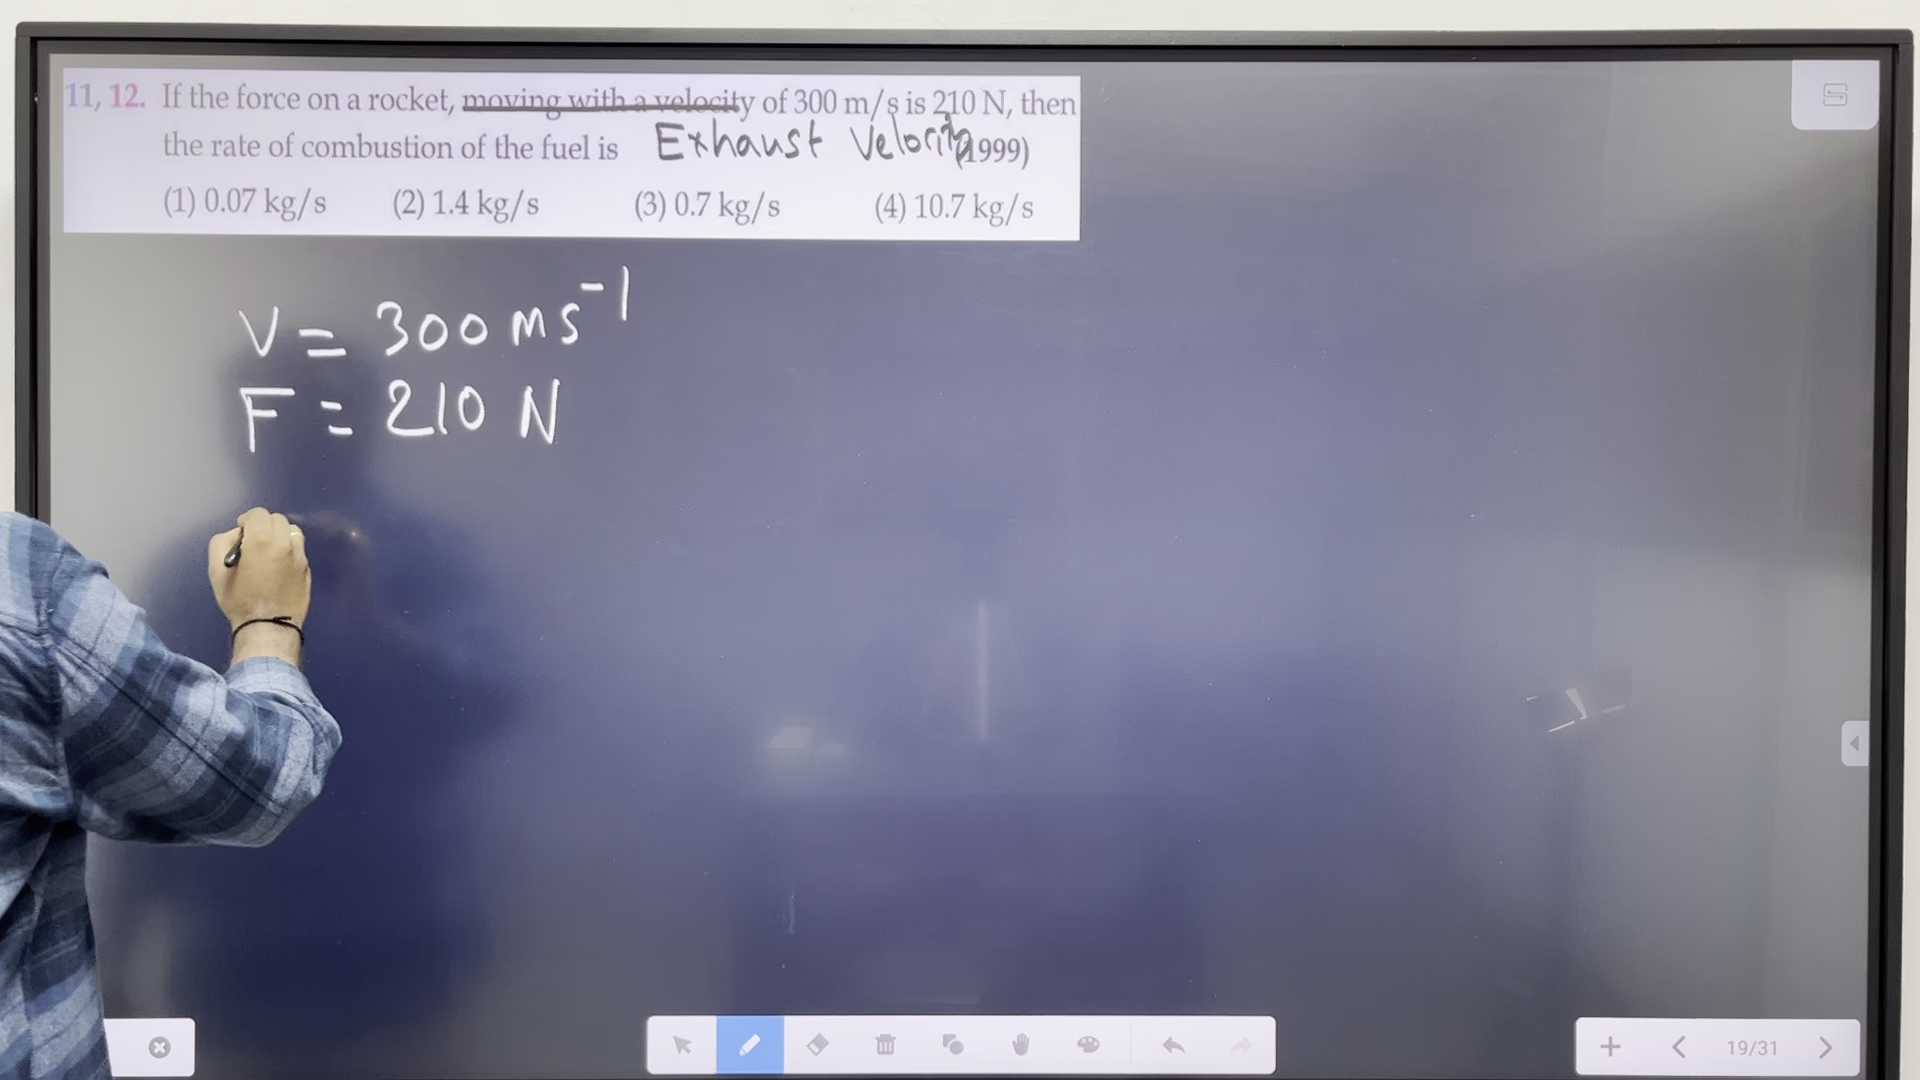 11, 12. If the force on a rocket, moving with a velocity of 300 m/s is 210 N, then
the rate of combustion of the fuel is Exhaust Velocity (1999)
(1) 0.07 kg/s (2) 1.4 kg/s (3) 0.7 kg/s (4) 10.7 kg/s
V = 300 ms⁻¹
F = 210 N
19/31